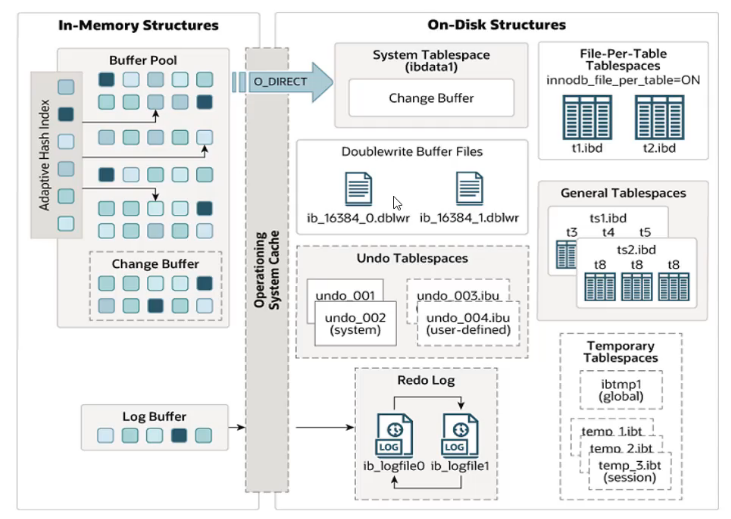 In-Memory Structures
On-Disk Structures
Buffer Pool
Adaptive Hash Index
Change Buffer
Log Buffer
Operationing
System Cache
O_DIRECT
System Tablespace
(ibdata1)
Change Buffer
Doublewrite Buffer Files
ib_16384_0.dblwr
ib_16384_1.dblwr
Undo Tablespaces
undo_001
undo_002
(system)
undo_003.ibu
undo_004.ibu
(user-defined)
Redo Log
LOG
LOG
ib_logfile0
ib_logfile1
File-Per-Table
Tablespaces
innodb_file_per_table=ON
t1.ibd
t2.ibd
General Tablespaces
ts1.ibd
t3 t4 t5
ts2.ibd
t8 t8 t8
Temporary
Tablespaces
ibtmp1
(global)
temp_1.ibt
temp_2.ibt
temp_3.ibt
(session)